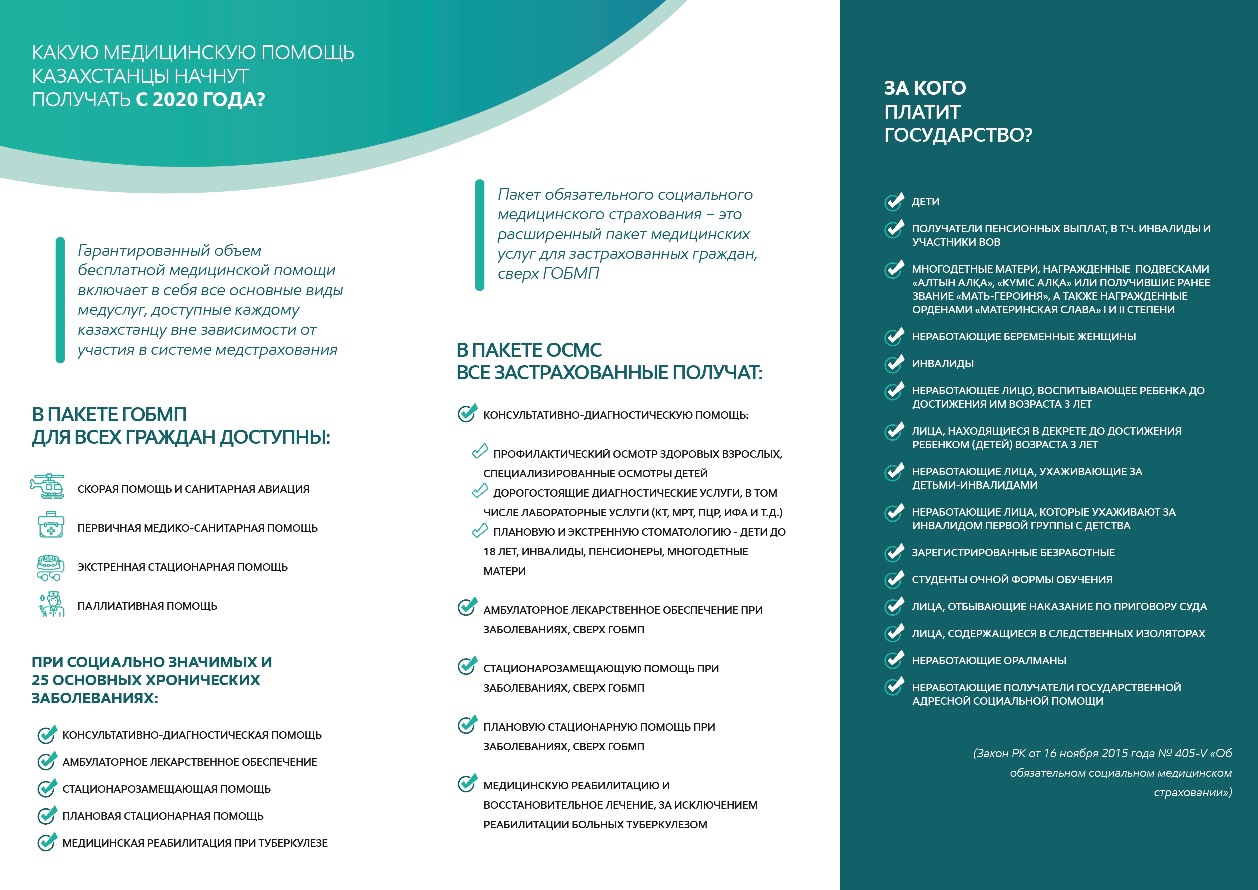 КАКУЮ МЕДИЦИНСКУЮ ПОМОЩЬ
КАЗАХСТАНЦЫ НАЧНУТ
ПОЛУЧАТЬ С 2020 ГОДА?
Гарантированный объем
бесплатной медицинской помощи
включает в себя все основные виды
медуслуг, доступные каждому
казахстанцу вне зависимости от
участия в системе медстрахования
В ПАКЕТЕ ГОБМП
ДЛЯ ВСЕХ ГРАЖДАН ДОСТУПНЫ:
СКОРАЯ ПОМОЩЬ И САНИТАРНАЯ АВИАЦИЯ
ПЕРВИЧНАЯ МЕДИКО-САНИТАРНАЯ ПОМОЩЬ
ЭКСТРЕННАЯ СТАЦИОНАРНАЯ ПОМОЩЬ
ПАЛЛИАТИВНАЯ ПОМОЩЬ
ПРИ СОЦИАЛЬНО ЗНАЧИМЫХ И
25 ОСНОВНЫХ ХРОНИЧЕСКИХ
ЗАБОЛЕВАНИЯХ:
КОНСУЛЬТАТИВНО-ДИАГНОСТИЧЕСКАЯ ПОМОЩЬ
АМБУЛАТОРНОЕ ЛЕКАРСТВЕННОЕ ОБЕСПЕЧЕНИЕ
СТАЦИОНАРОЗАМЕЩАЮЩАЯ ПОМОЩЬ
ПЛАНОВАЯ СТАЦИОНАРНАЯ ПОМОЩЬ
МЕДИЦИНСКАЯ РЕАБИЛИТАЦИЯ ПРИ ТУБЕРКУЛЕЗЕ
Пакет обязательного социального
медицинского страхования – это
расширенный пакет медицинских
услуг для застрахованных граждан,
сверх ГОБМП
В ПАКЕТЕ ОСМС
ВСЕ ЗАСТРАХОВАННЫЕ ПОЛУЧАТ:
КОНСУЛЬТАТИВНО-ДИАГНОСТИЧЕСКУЮ ПОМОЩЬ:
ПРОФИЛАКТИЧЕСКИЙ ОСМОТР ЗДОРОВЫХ ВЗРОСЛЫХ,
СПЕЦИАЛИЗИРОВАННЫЕ ОСМОТРЫ ДЕТЕЙ
ДОРОГОСТОЯЩИЕ ДИАГНОСТИЧЕСКИЕ УСЛУГИ, В ТОМ
ЧИСЛЕ ЛАБОРАТОРНЫЕ УСЛУГИ (КТ, МРТ, ПЦР, ИФА И Т.Д.)
ПЛАНОВУЮ И ЭКСТРЕННУЮ СТОМАТОЛОГИЮ - ДЕТИ ДО
18 ЛЕТ, ИНВАЛИДЫ, ПЕНСИОНЕРЫ, МНОГОДЕТНЫЕ
МАТЕРИ
АМБУЛАТОРНОЕ ЛЕКАРСТВЕННОЕ ОБЕСПЕЧЕНИЕ ПРИ
ЗАБОЛЕВАНИЯХ, СВЕРХ ГОБМП
СТАЦИОНАРОЗАМЕЩАЮЩУЮ ПОМОЩЬ ПРИ
ЗАБОЛЕВАНИЯХ, СВЕРХ ГОБМП
ПЛАНОВУЮ СТАЦИОНАРНУЮ ПОМОЩЬ ПРИ
ЗАБОЛЕВАНИЯХ, СВЕРХ ГОБМП
МЕДИЦИНСКУЮ РЕАБИЛИТАЦИЮ И
ВОССТАНОВИТЕЛЬНОЕ ЛЕЧЕНИЕ, ЗА ИСКЛЮЧЕНИЕМ
РЕАБИЛИТАЦИИ БОЛЬНЫХ ТУБЕРКУЛЕЗОМ
ЗА КОГО
ПЛАТИТ
ГОСУДАРСТВО?
ДЕТИ
ПОЛУЧАТЕЛИ ПЕНСИОННЫХ ВЫПЛАТ, В Т.Ч. ИНВАЛИДЫ И
УЧАСТНИКИ ВОВ
МНОГОДЕТНЫЕ МАТЕРИ, НАГРАЖДЕННЫЕ ПОДВЕСКАМИ
«АЛТЫН АЛҚА», «КҮМІС АЛҚА» ИЛИ ПОЛУЧИВШИЕ РАНЕЕ
ЗВАНИЕ «МАТЬ-ГЕРОИНЯ», А ТАКЖЕ НАГРАЖДЕННЫЕ
ОРДЕНАМИ «МАТЕРИНСКАЯ СЛАВА» I И II СТЕПЕНИ
НЕРАБОТАЮЩИЕ БЕРЕМЕННЫЕ ЖЕНЩИНЫ
ИНВАЛИДЫ
НЕРАБОТАЮЩЕЕ ЛИЦО, ВОСПИТЫВАЮЩЕЕ РЕБЕНКА ДО
ДОСТИЖЕНИЯ ИМ ВОЗРАСТА 3 ЛЕТ
ЛИЦА, НАХОДЯЩИЕСЯ В ДЕКРЕТЕ ДО ДОСТИЖЕНИЯ
РЕБЕНКОМ (ДЕТЕЙ) ВОЗРАСТА 3 ЛЕТ
НЕРАБОТАЮЩИЕ ЛИЦА, УХАЖИВАЮЩИЕ ЗА
ДЕТЬМИ-ИНВАЛИДАМИ
НЕРАБОТАЮЩИЕ ЛИЦА, КОТОРЫЕ УХАЖИВАЮТ ЗА
ИНВАЛИДОМ ПЕРВОЙ ГРУППЫ С ДЕТСТВА
ЗАРЕГИСТРИРОВАННЫЕ БЕЗРАБОТНЫЕ
СТУДЕНТЫ ОЧНОЙ ФОРМЫ ОБУЧЕНИЯ
ЛИЦА, ОТБЫВАЮЩИЕ НАКАЗАНИЕ ПО ПРИГОВОРУ СУДА
ЛИЦА, СОДЕРЖАЩИЕСЯ В СЛЕДСТВЕННЫХ ИЗОЛЯТОРАХ
НЕРАБОТАЮЩИЕ ОРАЛМАНЫ
НЕРАБОТАЮЩИЕ ПОЛУЧАТЕЛИ ГОСУДАРСТВЕННОЙ
АДРЕСНОЙ СОЦИАЛЬНОЙ ПОМОЩИ
(Закон РК от 16 ноября 2015 года № 405-V «Об
обязательном социальном медицинском
страховании»)